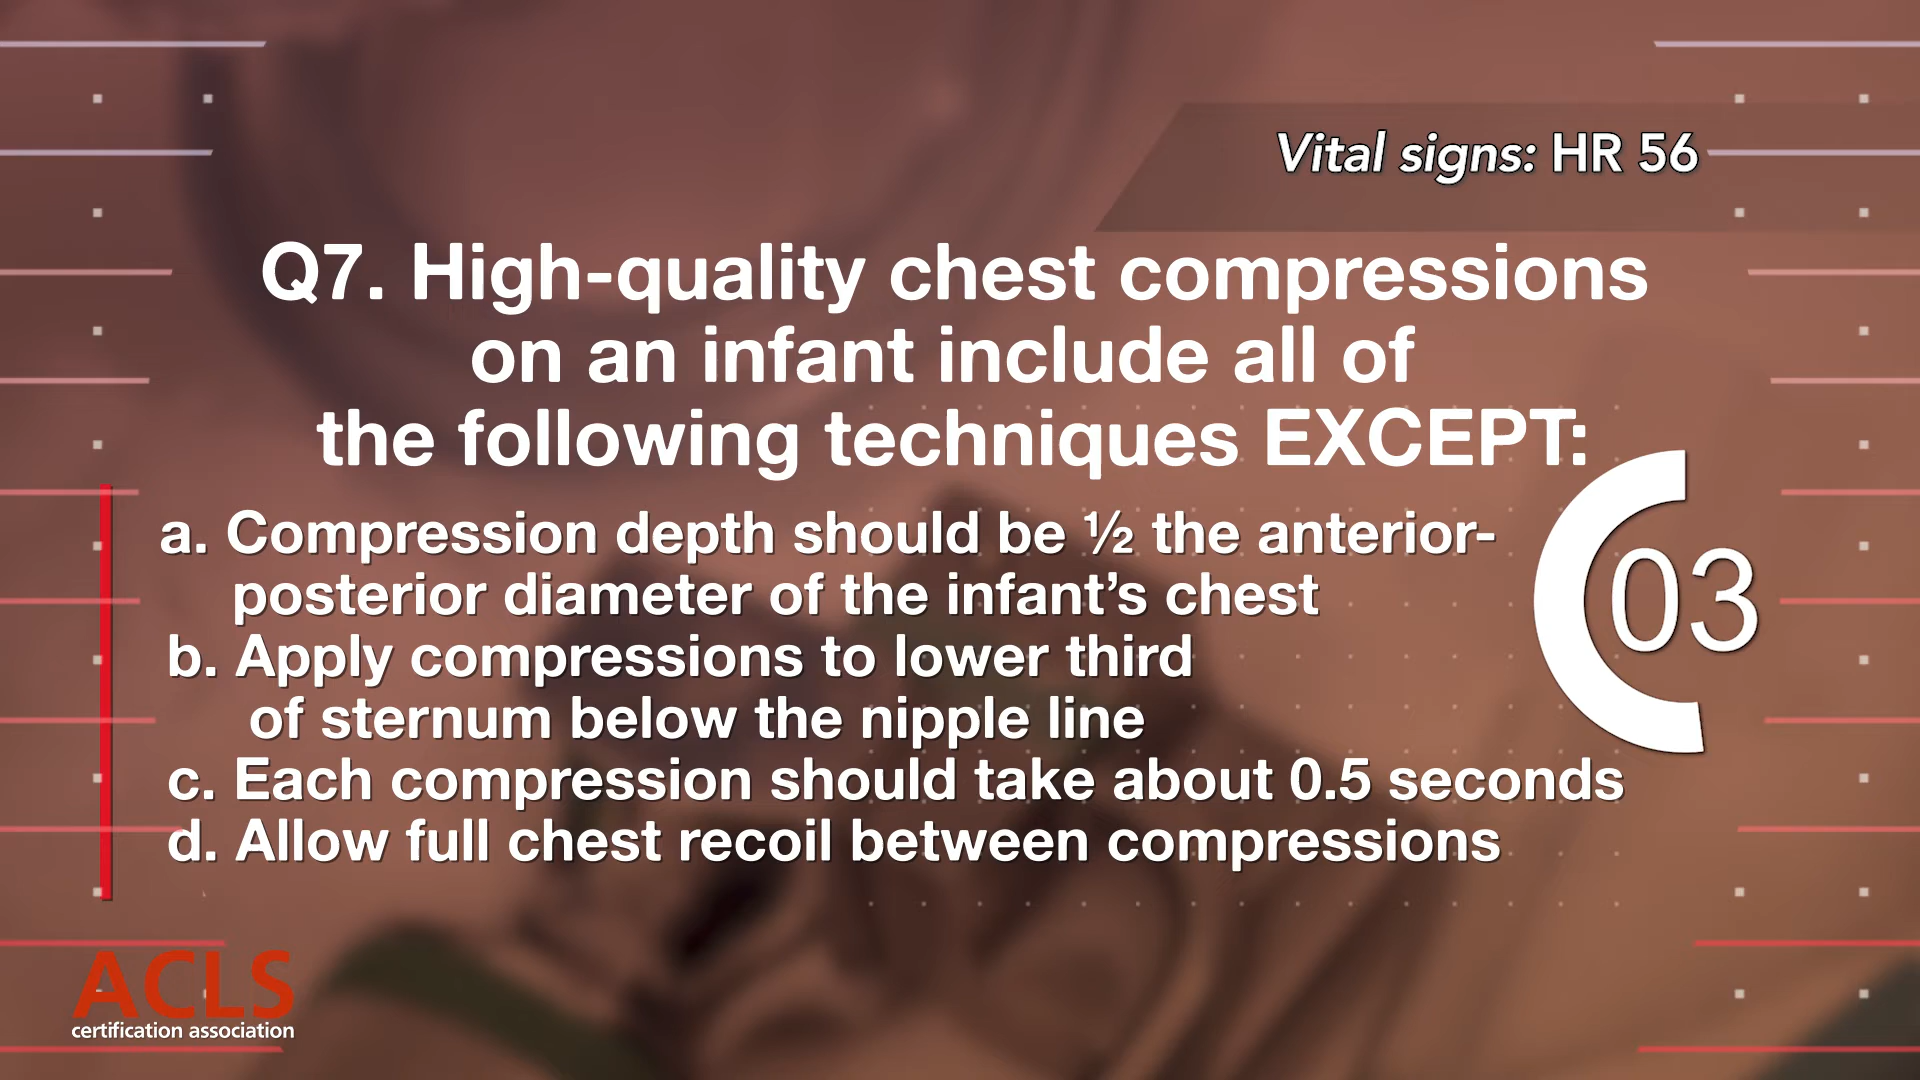 Vital signs: HR 56
Q7. High-quality chest compressions
on an infant include all of
the following techniques EXCEPT:
a. Compression depth should be ½ the anterior-
posterior diameter of the infant’s chest
b. Apply compressions to lower third
of sternum below the nipple line
c. Each compression should take about 0.5 seconds
d. Allow full chest recoil between compressions
03
ACLS
certification association